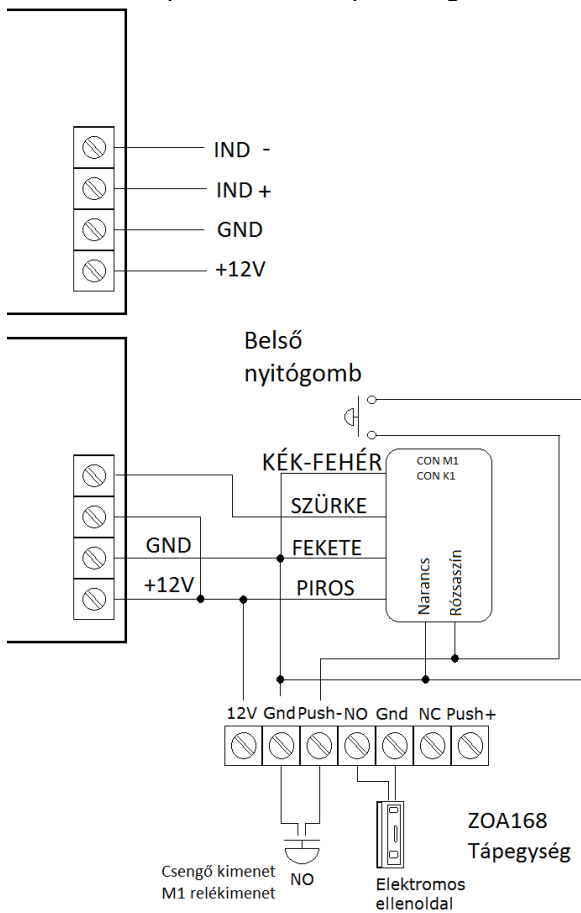 IND -
IND +
GND
+12V
Belső
nyitógomb
KÉK-FEHÉR
CON M1
CON K1
SZÜRKE
GND
FEKETE
+12V
PIROS
Narancs
Rózsaszín
12V Gnd Push- NO Gnd NC Push+
ZOA168
Tápegység
Csengő kimenet
M1 relékimenet
NO
Elektromos
ellenoldal